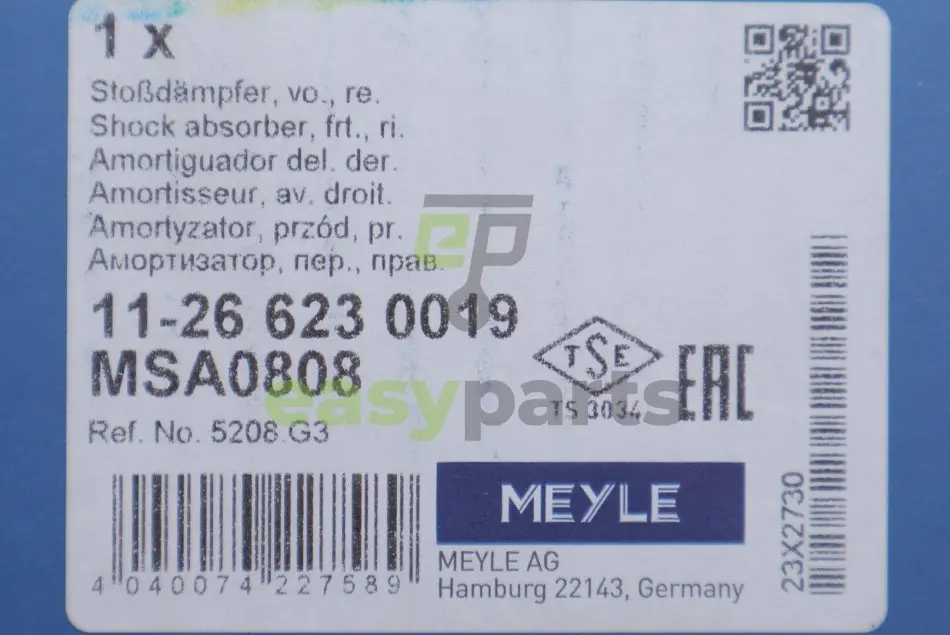 1 x
Stoßdämpfer, vo., re.
Shock absorber, frt., ri.
Amortiguador del. der.
Amortisseur, av. droit.
Amortyzator, przód, pr.
Амортизатор, пер., прав.
ep
11-26 623 0019
MSA0808
TSE
TS 3034
EAC
easyparts
Ref. No. 5208.G3
MEYLE
MEYLE AG
Hamburg 22143, Germany
4 040074 227589
23X2730